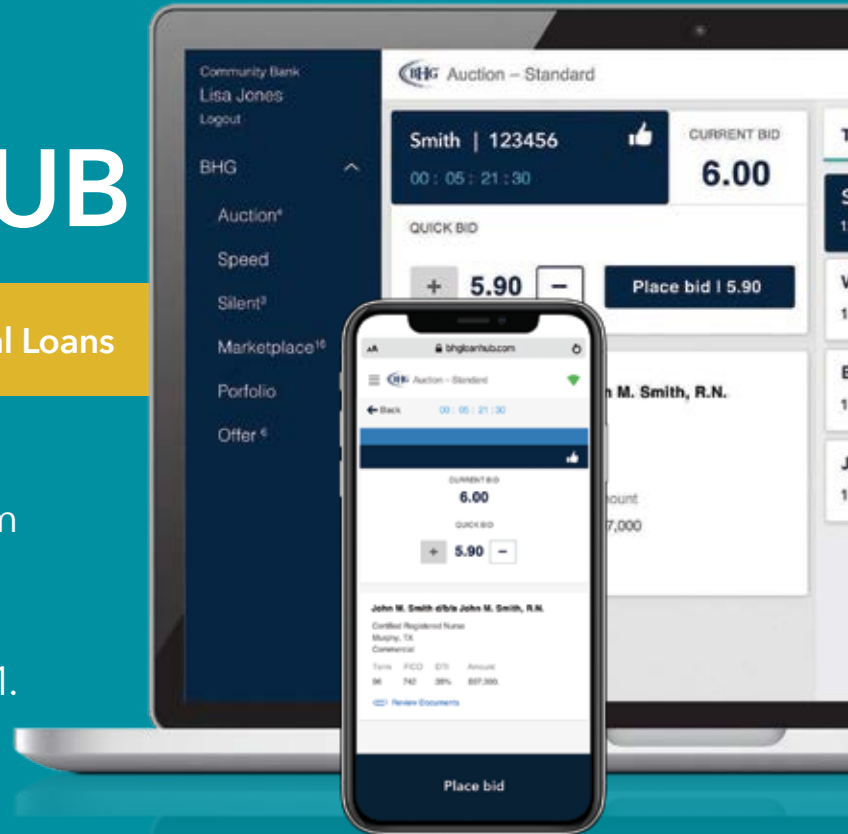 UB
al Loans
n
1.
Community Bank
Lisa Jones
Logout
BHG
Auction⁴
Speed
Silent³
Marketplace¹⁶
Porfolio
Offer ⁶
BHG Auction – Standard
Smith | 123456
00 : 05 : 21 : 30
CURRENT BID
6.00
QUICK BID
+ 5.90 −
Place bid | 5.90
M. Smith, R.N.
ount
7,000
T
S
1
V
1
E
1
J
1
AA bhgloanhub.com
BHG Auction – Standard
Back 00 : 05 : 21 : 30
CURRENT BID
6.00
QUICK BID
+ 5.90 −
John M. Smith d/b/a John M. Smith, R.N.
Certified Registered Nurse
Murphy, TX
Commercial
Term FICO DTI Amount
96 742 38%
Review Documents
Place bid